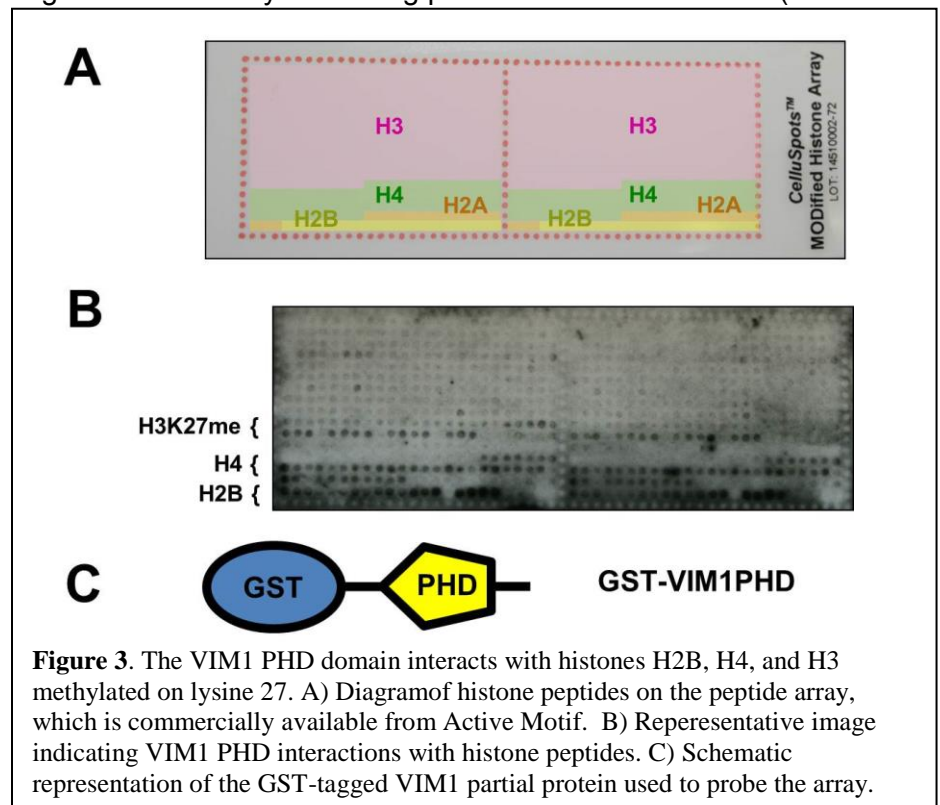 A
H3
H3
H4
H4
H2A
H2A
H2B
H2B
CelluSpots™
MODified Histone Array
LOT: 14510002-72
B
H3K27me {
H4 {
H2B {
C
GST
PHD
GST-VIM1PHD
Figure 3. The VIM1 PHD domain interacts with histones H2B, H4, and H3
methylated on lysine 27. A) Diagramof histone peptides on the peptide array,
which is commercially available from Active Motif. B) Reperesentative image
indicating VIM1 PHD interactions with histone peptides. C) Schematic
representation of the GST-tagged VIM1 partial protein used to probe the array.